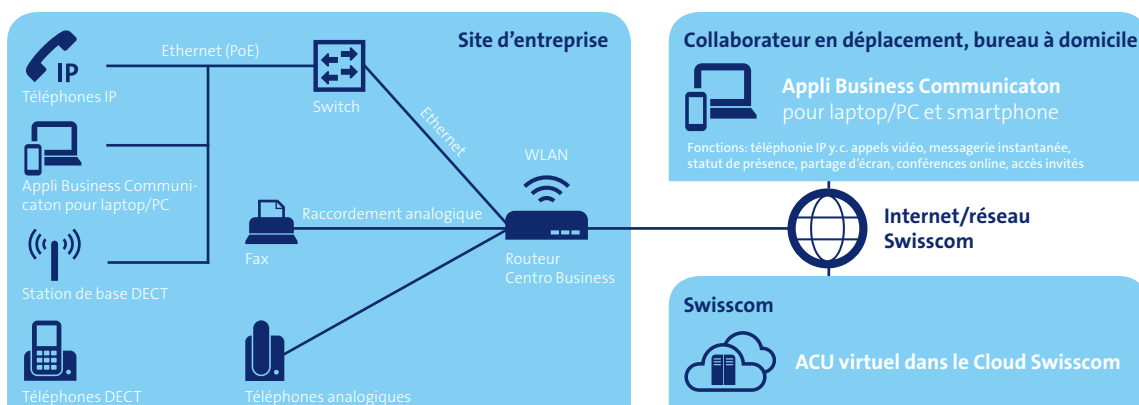 Site d’entreprise
Ethernet (PoE)
IP
Téléphones IP
Switch
Ethernet
Appli Business Communi-
caton pour laptop/PC
WLAN
Raccordement analogique
Fax
Routeur
Centro Business
Station de base DECT
Téléphones DECT
Téléphones analogiques
Collaborateur en déplacement, bureau à domicile
Appli Business Communicaton
pour laptop/PC et smartphone
Fonctions: téléphonie IP y. c. appels vidéo, messagerie instantanée,
statut de présence, partage d’écran, conférences online, accès invités
Internet/réseau
Swisscom
Swisscom
ACU virtuel dans le Cloud Swisscom